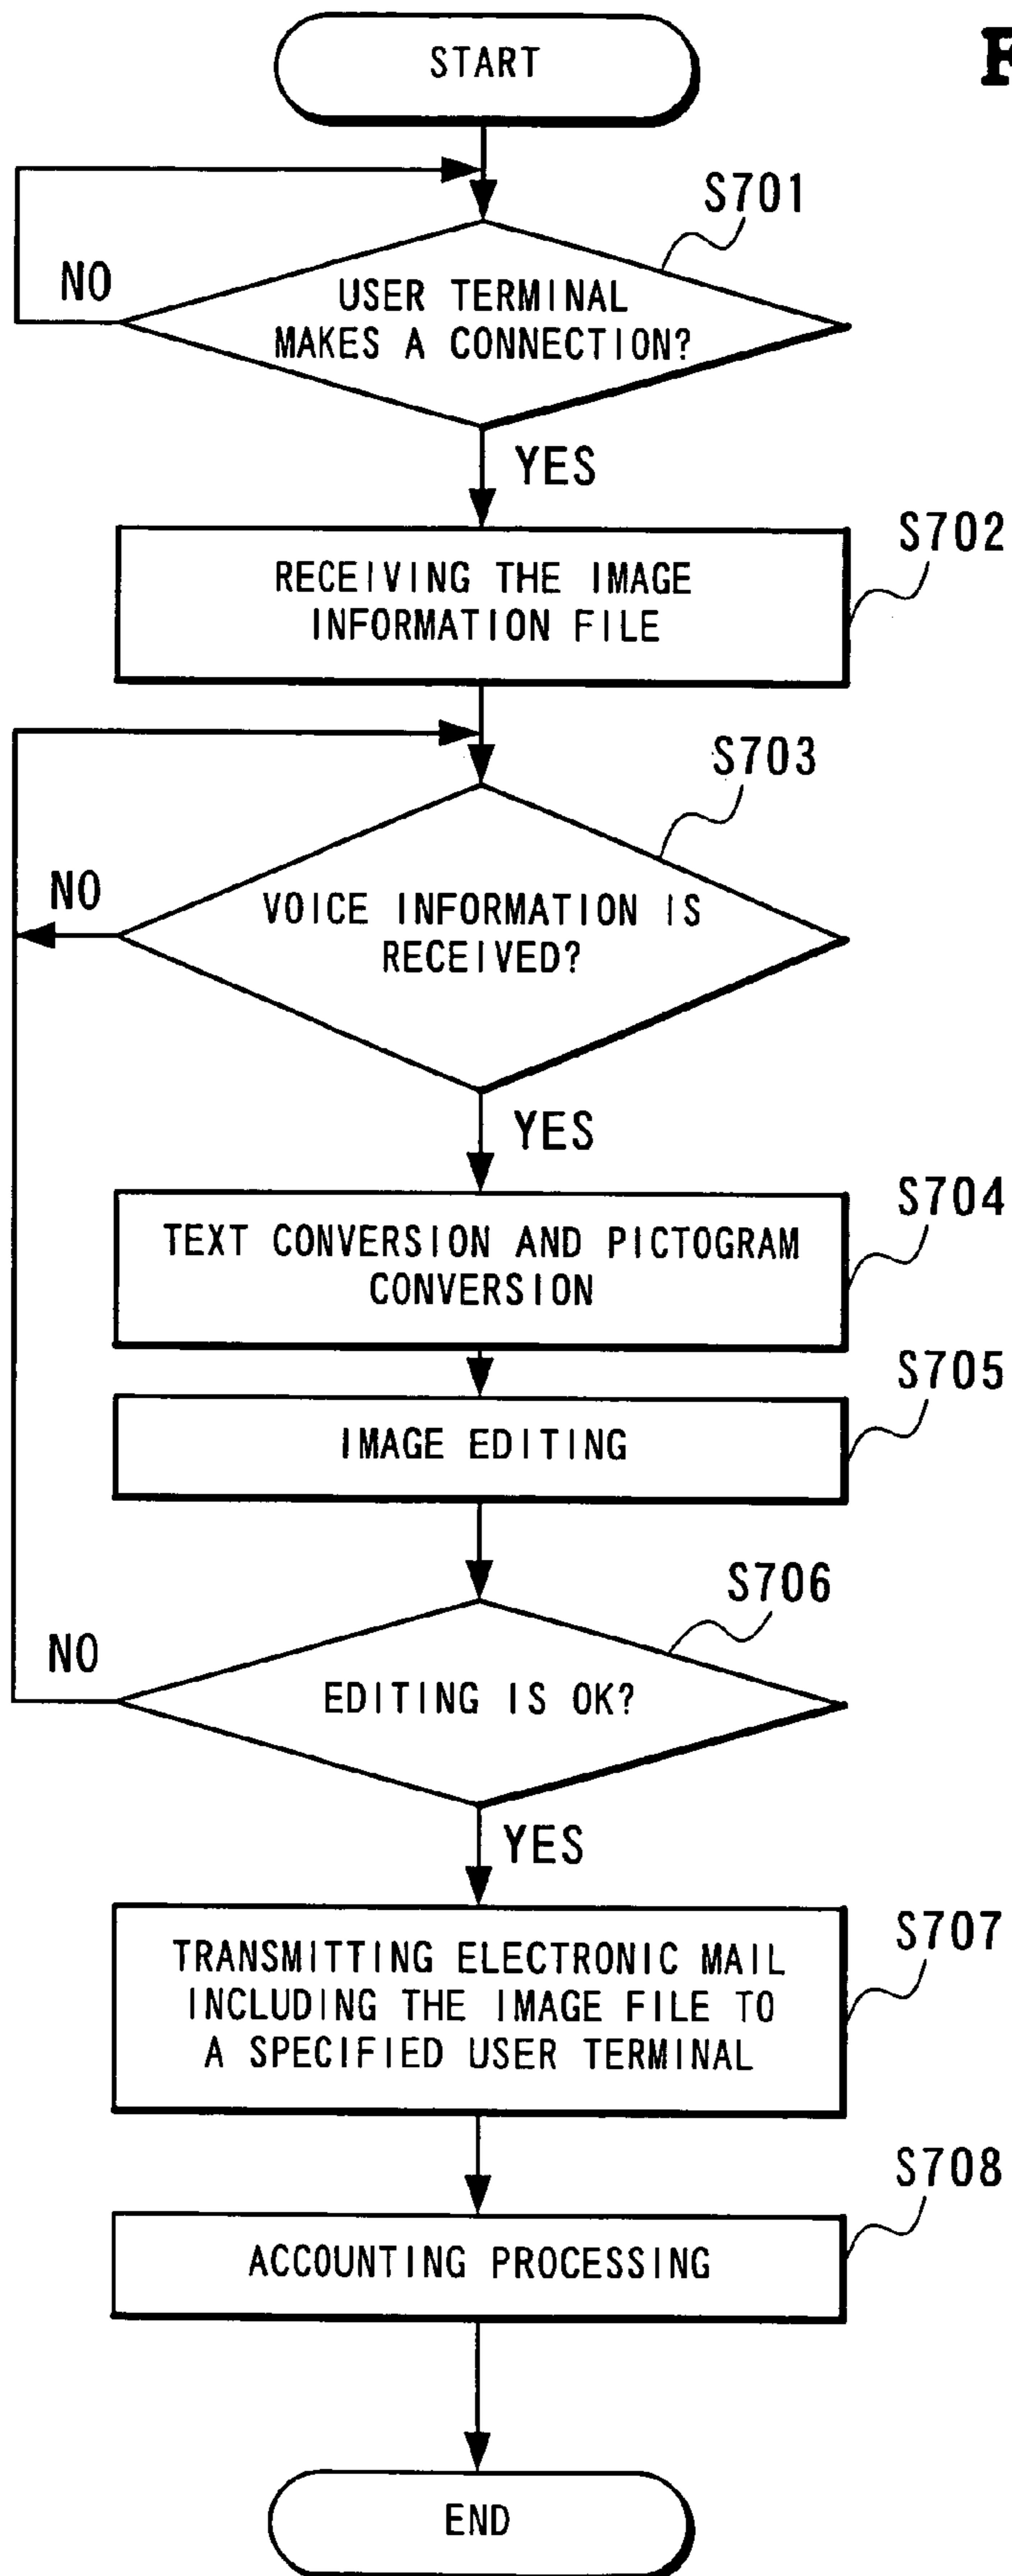 START
S701
NO
USER TERMINAL
MAKES A CONNECTION?
YES
S702
RECEIVING THE IMAGE
INFORMATION FILE
S703
NO
VOICE INFORMATION IS
RECEIVED?
YES
S704
TEXT CONVERSION AND PICTOGRAM
CONVERSION
S705
IMAGE EDITING
S706
NO
EDITING IS OK?
YES
S707
TRANSMITTING ELECTRONIC MAIL
INCLUDING THE IMAGE FILE TO
A SPECIFIED USER TERMINAL
S708
ACCOUNTING PROCESSING
END